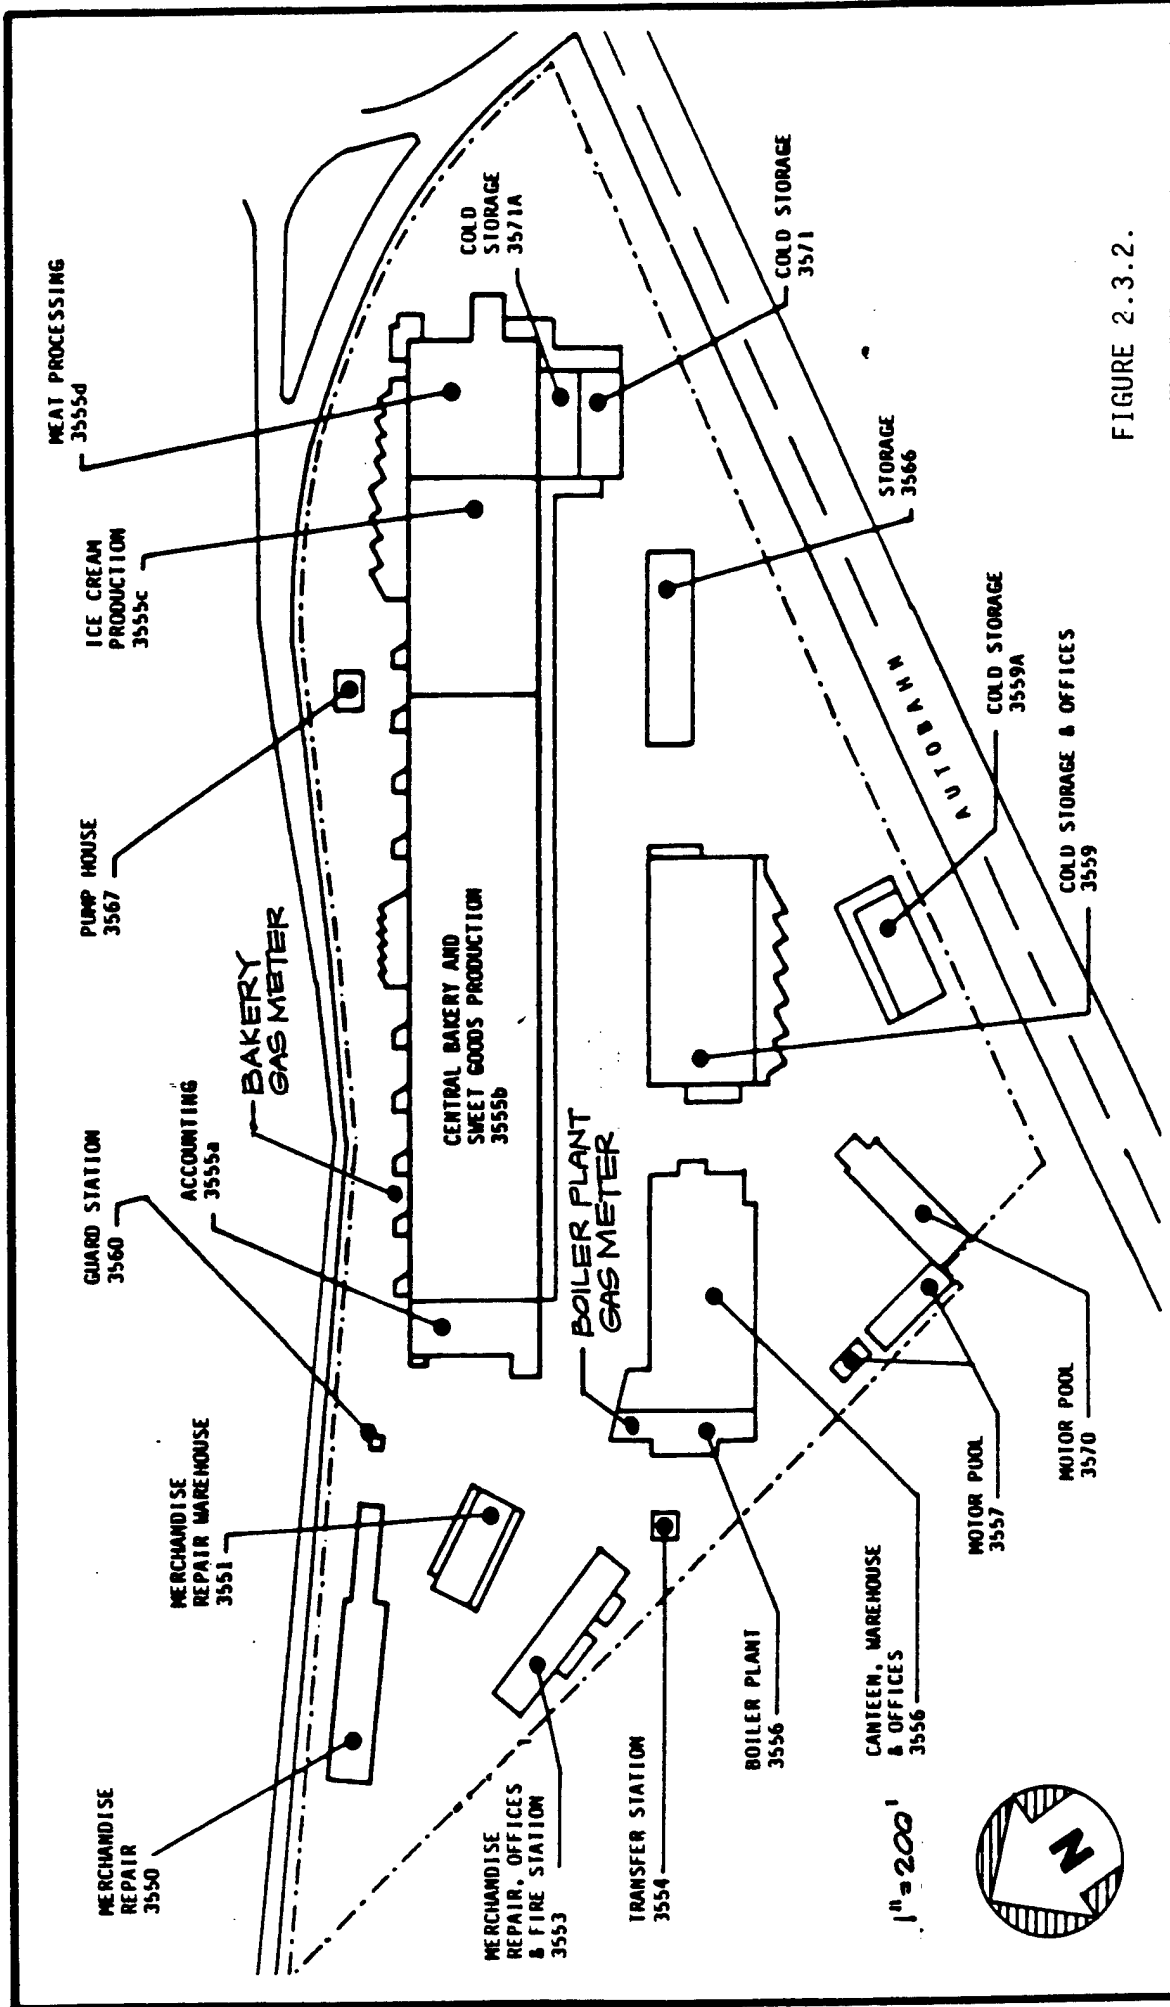 MERCHANDISE
REPAIR
3550
MERCHANDISE
REPAIR WAREHOUSE
3551
GUARD STATION
3560
ACCOUNTING
3555a
BAKERY
GAS METER
PUMP HOUSE
3567
ICE CREAM
PRODUCTION
3555c
MEAT PROCESSING
3555d
COLD
STORAGE
3571A
COLD STORAGE
3571
CENTRAL BAKERY AND
SWEET GOODS PRODUCTION
3555b
BOILER PLANT
GAS METER
MERCHANDISE
REPAIR, OFFICES
& FIRE STATION
3553
TRANSFER STATION
3554
BOILER PLANT
3556
CANTEEN, WAREHOUSE
& OFFICES
3556
MOTOR POOL
3557
MOTOR POOL
3570
COLD STORAGE & OFFICES
3559
COLD STORAGE
3559A
STORAGE
3566
AUTOBAHN
1"=200'
N
FIGURE 2.3.2.